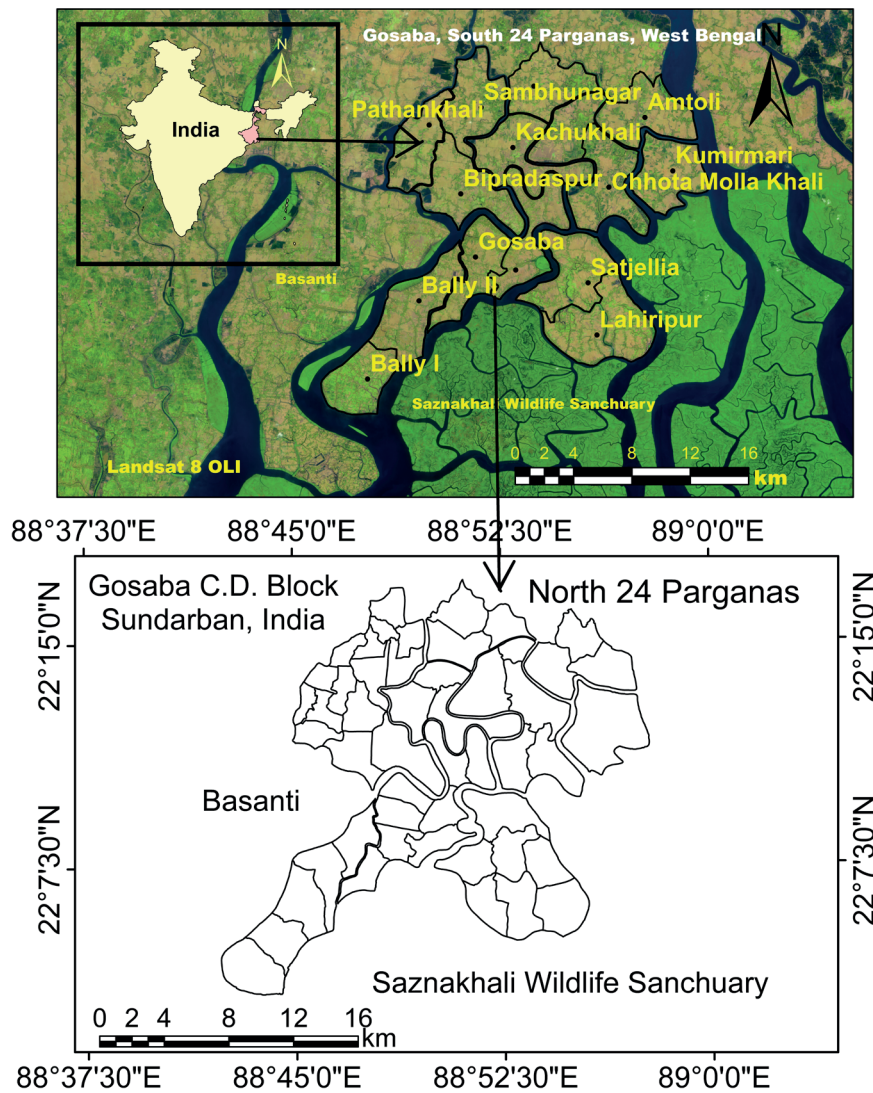 Gosaba, South 24 Parganas, West Bengal
N
N
India
Pathankhali
Sambhunagar
Amtoli
Kachukhali
Kumirmari
Bipradaspur
Chhota Molla Khali
Gosaba
Basanti
Bally II
Satjellia
Lahiripur
Bally I
Saznakhali Wildlife Sanchuary
Landsat 8 OLI
0 2 4 8 12 16
km
88°37'30"E 88°45'0"E 88°52'30"E 89°0'0"E
Gosaba C.D. Block
Sundarban, India
North 24 Parganas
22°15'0"N
22°15'0"N
Basanti
22°7'30"N
22°7'30"N
Saznakhali Wildlife Sanchuary
0 2 4 8 12 16
km
88°37'30"E 88°45'0"E 88°52'30"E 89°0'0"E